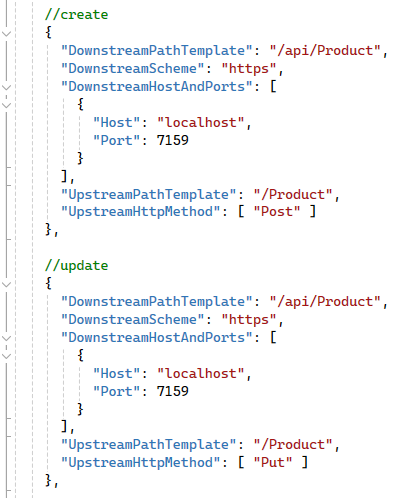 //create
{
"DownstreamPathTemplate": "/api/Product",
"DownstreamScheme": "https",
"DownstreamHostAndPorts": [
{
"Host": "localhost",
"Port": 7159
}
],
"UpstreamPathTemplate": "/Product",
"UpstreamHttpMethod": [ "Post" ]
},
//update
{
"DownstreamPathTemplate": "/api/Product",
"DownstreamScheme": "https",
"DownstreamHostAndPorts": [
{
"Host": "localhost",
"Port": 7159
}
],
"UpstreamPathTemplate": "/Product",
"UpstreamHttpMethod": [ "Put" ]
},